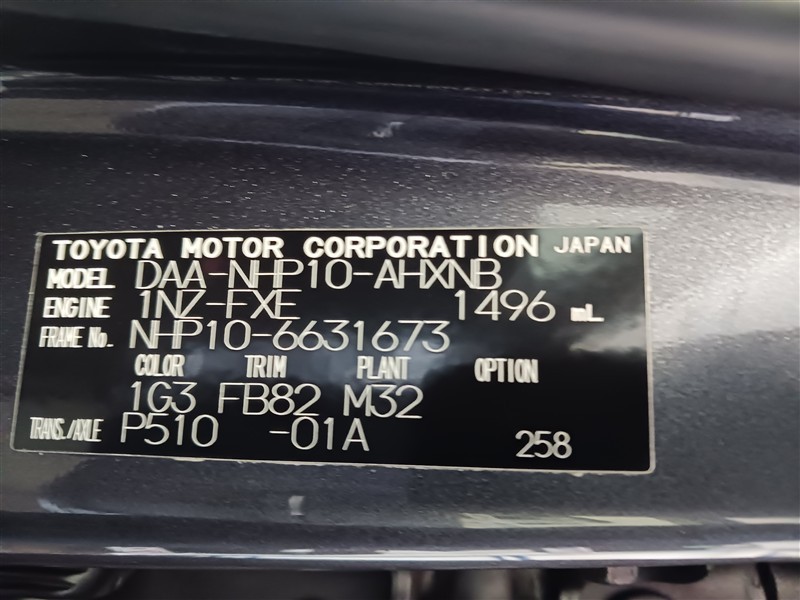 TOYOTA MOTOR CORPORATION JAPAN
MODEL DAA-NHP10-AHXNB
ENGINE 1NZ-FXE 1496 mL
FRAME No. NHP10-6631673
COLOR TRIM PLANT OPTION
1G3 FB82 M32
TRANS./AXLE P510 -01A 258